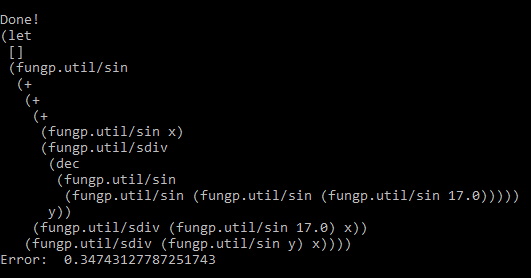 Done!
(let
 []
 (fungp.util/sin
  (+
   (+
    (+
     (fungp.util/sin x)
     (fungp.util/sdiv
      (dec
       (fungp.util/sin
        (fungp.util/sin (fungp.util/sin (fungp.util/sin 17.0)))))
      y))
    (fungp.util/sdiv (fungp.util/sin 17.0) x))
   (fungp.util/sdiv (fungp.util/sin y) x))))
Error:  0.34743127787251743